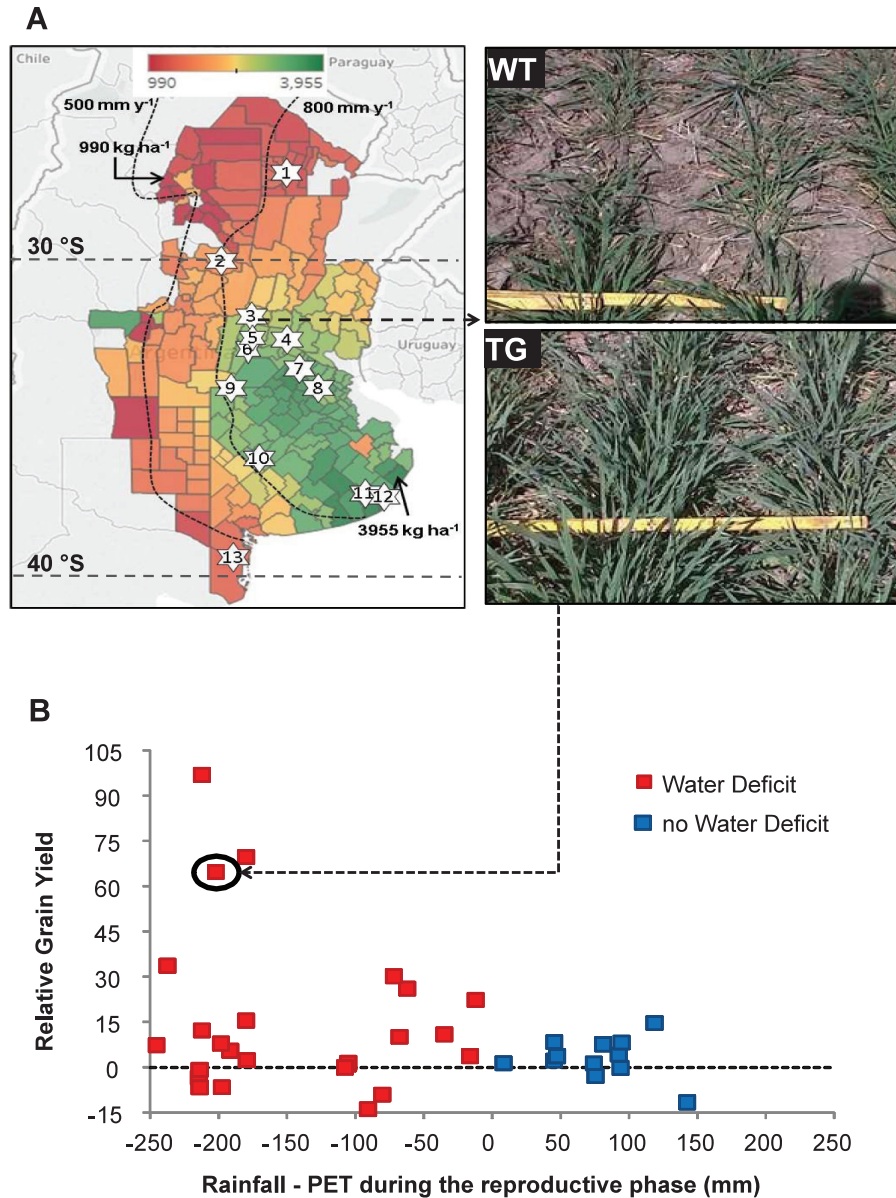 A
Chile
Paraguay
990
3,955
500 mm y-1
800 mm y-1
990 kg ha-1
1
30 °S
2
3
5
4
6
Argentina
Uruguay
7
9
8
10
11
12
3955 kg ha-1
13
40 °S
WT
TG
B
105
90
75
60
45
30
15
0
-15
Relative Grain Yield
Water Deficit
no Water Deficit
-250 -200 -150 -100 -50 0 50 100 150 200 250
Rainfall - PET during the reproductive phase (mm)